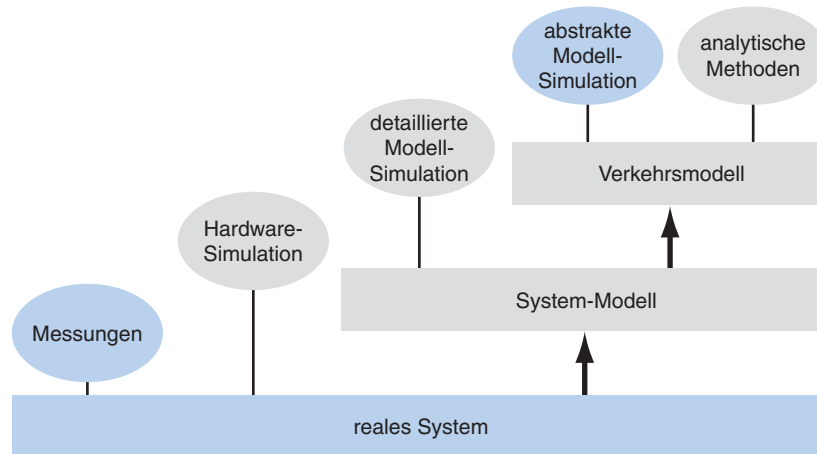 abstrakte
Modell-
Simulation
analytische
Methoden
detaillierte
Modell-
Simulation
Verkehrsmodell
Hardware-
Simulation
System-Modell
Messungen
reales System